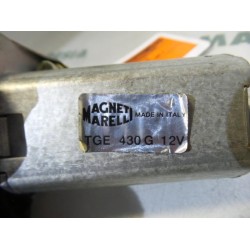 MAGNETI
MARELLI
MADE IN ITALY
TGE 430 G 12V